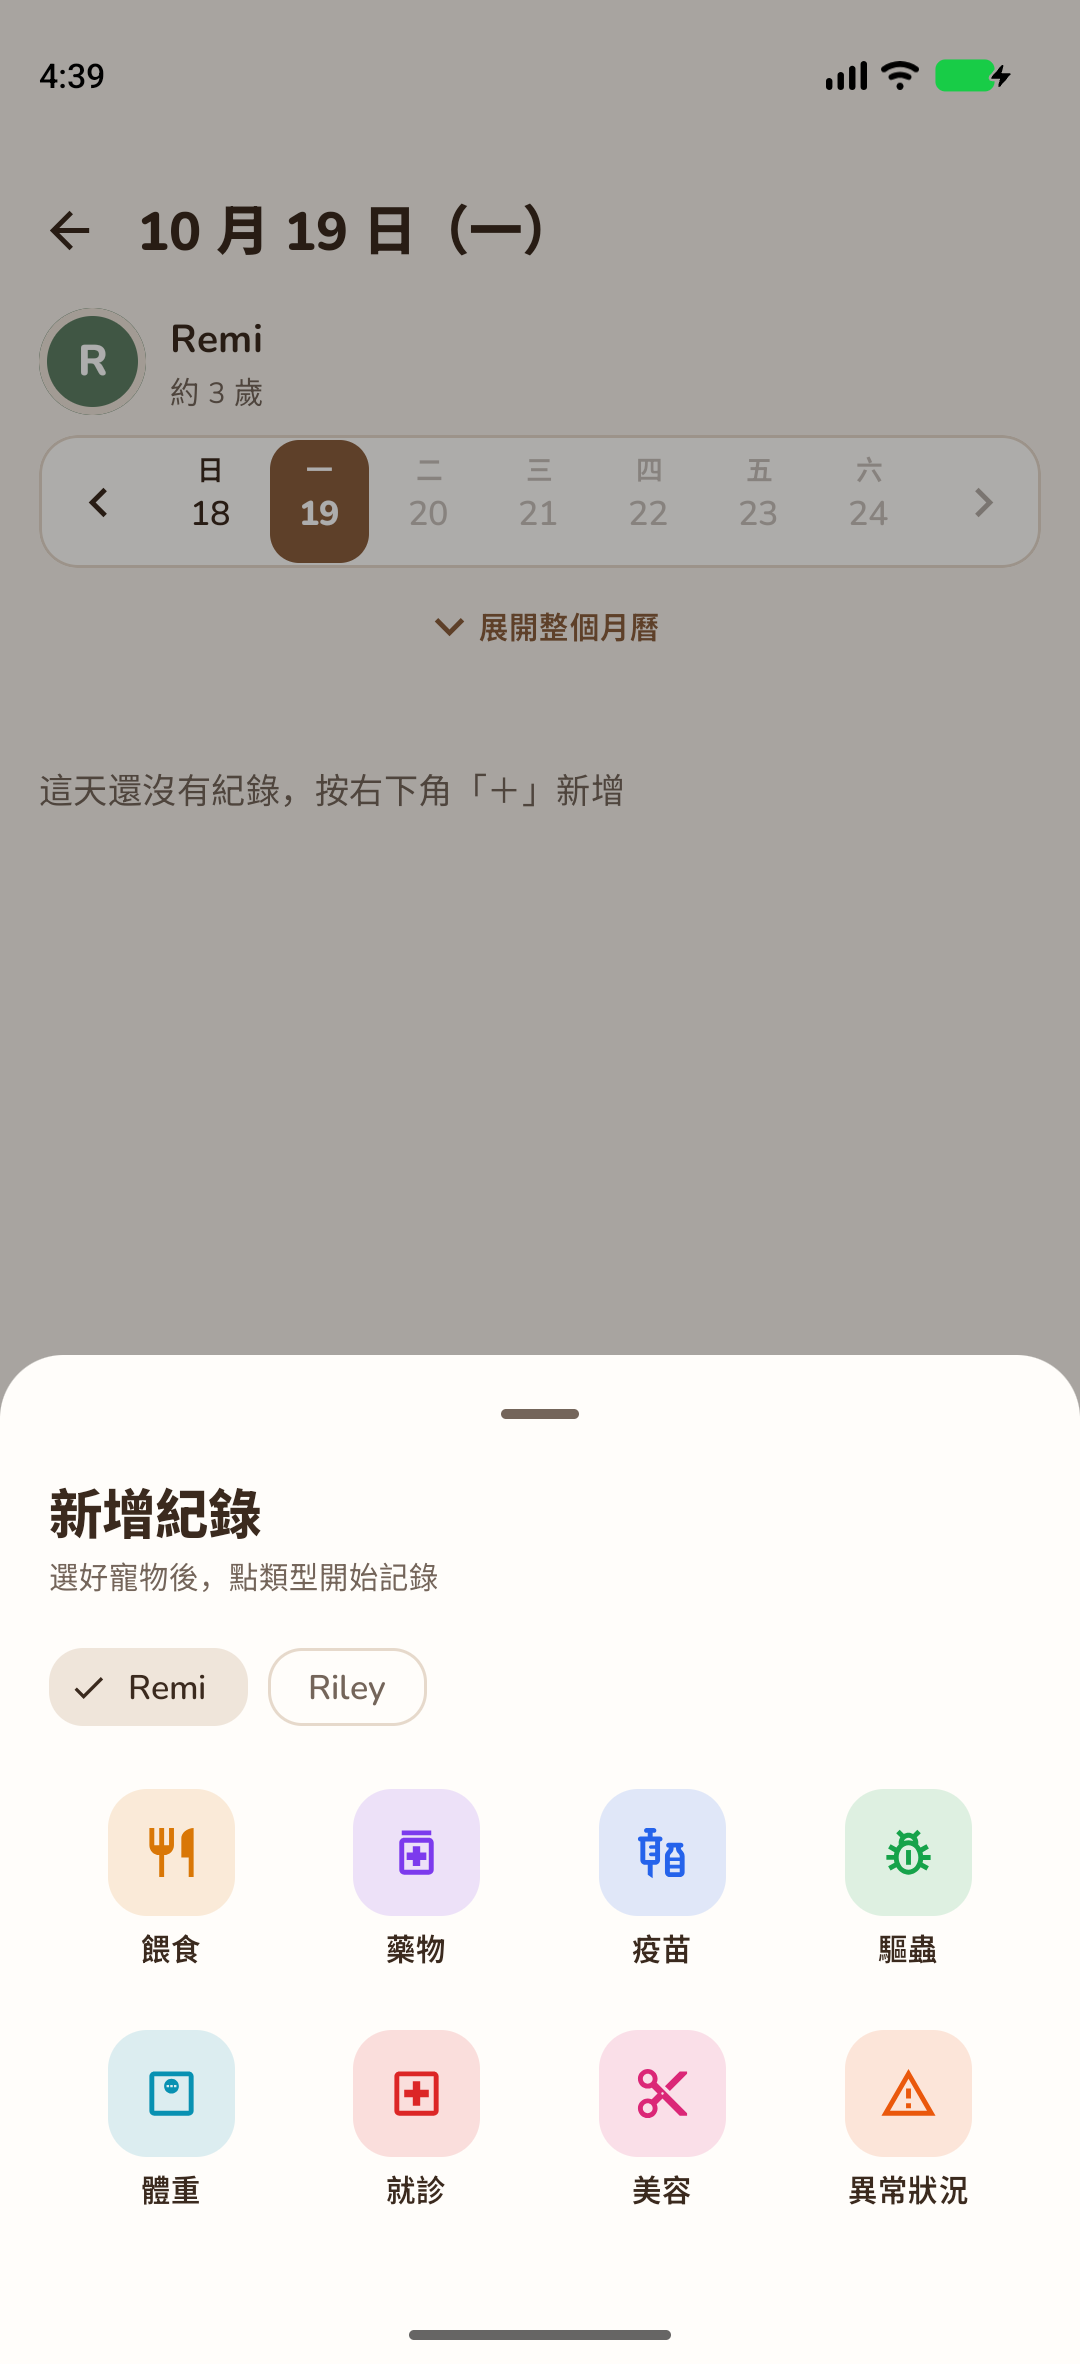 4:39
10 月 19 日（一）
R
Remi
約 3 歲
日 一 二 三 四 五 六
18 19 20 21 22 23 24
展開整個月曆
這天還沒有紀錄，按右下角「＋」新增
新增紀錄
選好寵物後，點類型開始記錄
Remi Riley
餵食 藥物 疫苗 驅蟲
體重 就診 美容 異常狀況